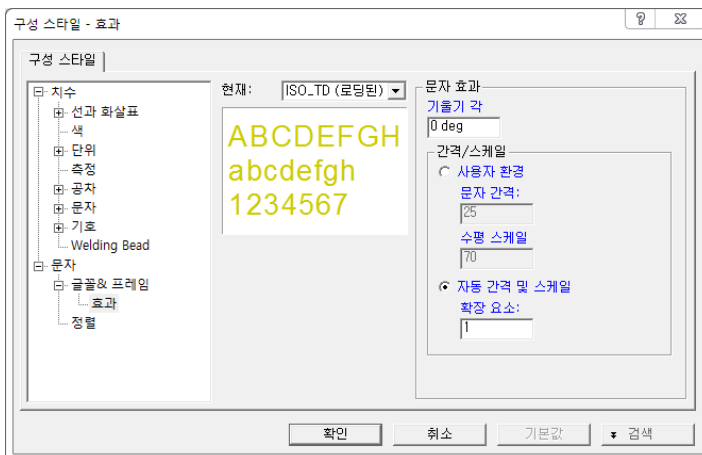 구성 스타일 - 효과
구성 스타일
치수
선과 화살표
색
단위
측정
공차
문자
기호
Welding Bead
문자
글꼴& 프레임
효과
정렬
현재:
ISO_TD (로딩된)
ABCDEFGH
abcdefgh
1234567
문자 효과
기울기 각
0 deg
간격/스케일
사용자 환경
문자 간격:
25
수평 스케일
70
자동 간격 및 스케일
확장 요소:
1
확인
취소
기본값
검색